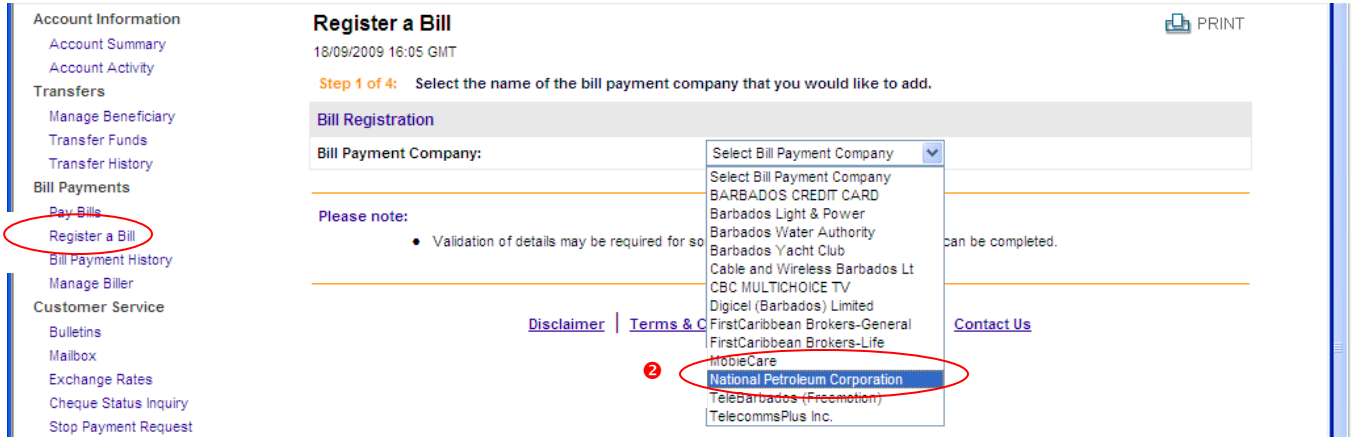 Account Information
Account Summary
Account Activity
Transfers
Manage Beneficiary
Transfer Funds
Transfer History
Bill Payments
Pay Bills
Register a Bill
Bill Payment History
Manage Biller
Customer Service
Bulletins
Mailbox
Exchange Rates
Cheque Status Inquiry
Stop Payment Request
Register a Bill
PRINT
18/09/2009 16:05 GMT
Step 1 of 4: Select the name of the bill payment company that you would like to add.
Bill Registration
Bill Payment Company:
Select Bill Payment Company
Select Bill Payment Company
BARBADOS CREDIT CARD
Barbados Light & Power
Barbados Water Authority
Barbados Yacht Club
Cable and Wireless Barbados Lt
CBC MULTICHOICE TV
Digicel (Barbados) Limited
FirstCaribbean Brokers-General
FirstCaribbean Brokers-Life
MobieCare
National Petroleum Corporation
TeleBarbados (Freemotion)
TelecommsPlus Inc.
Please note:
Validation of details may be required for so can be completed.
Disclaimer Terms & C Contact Us
2